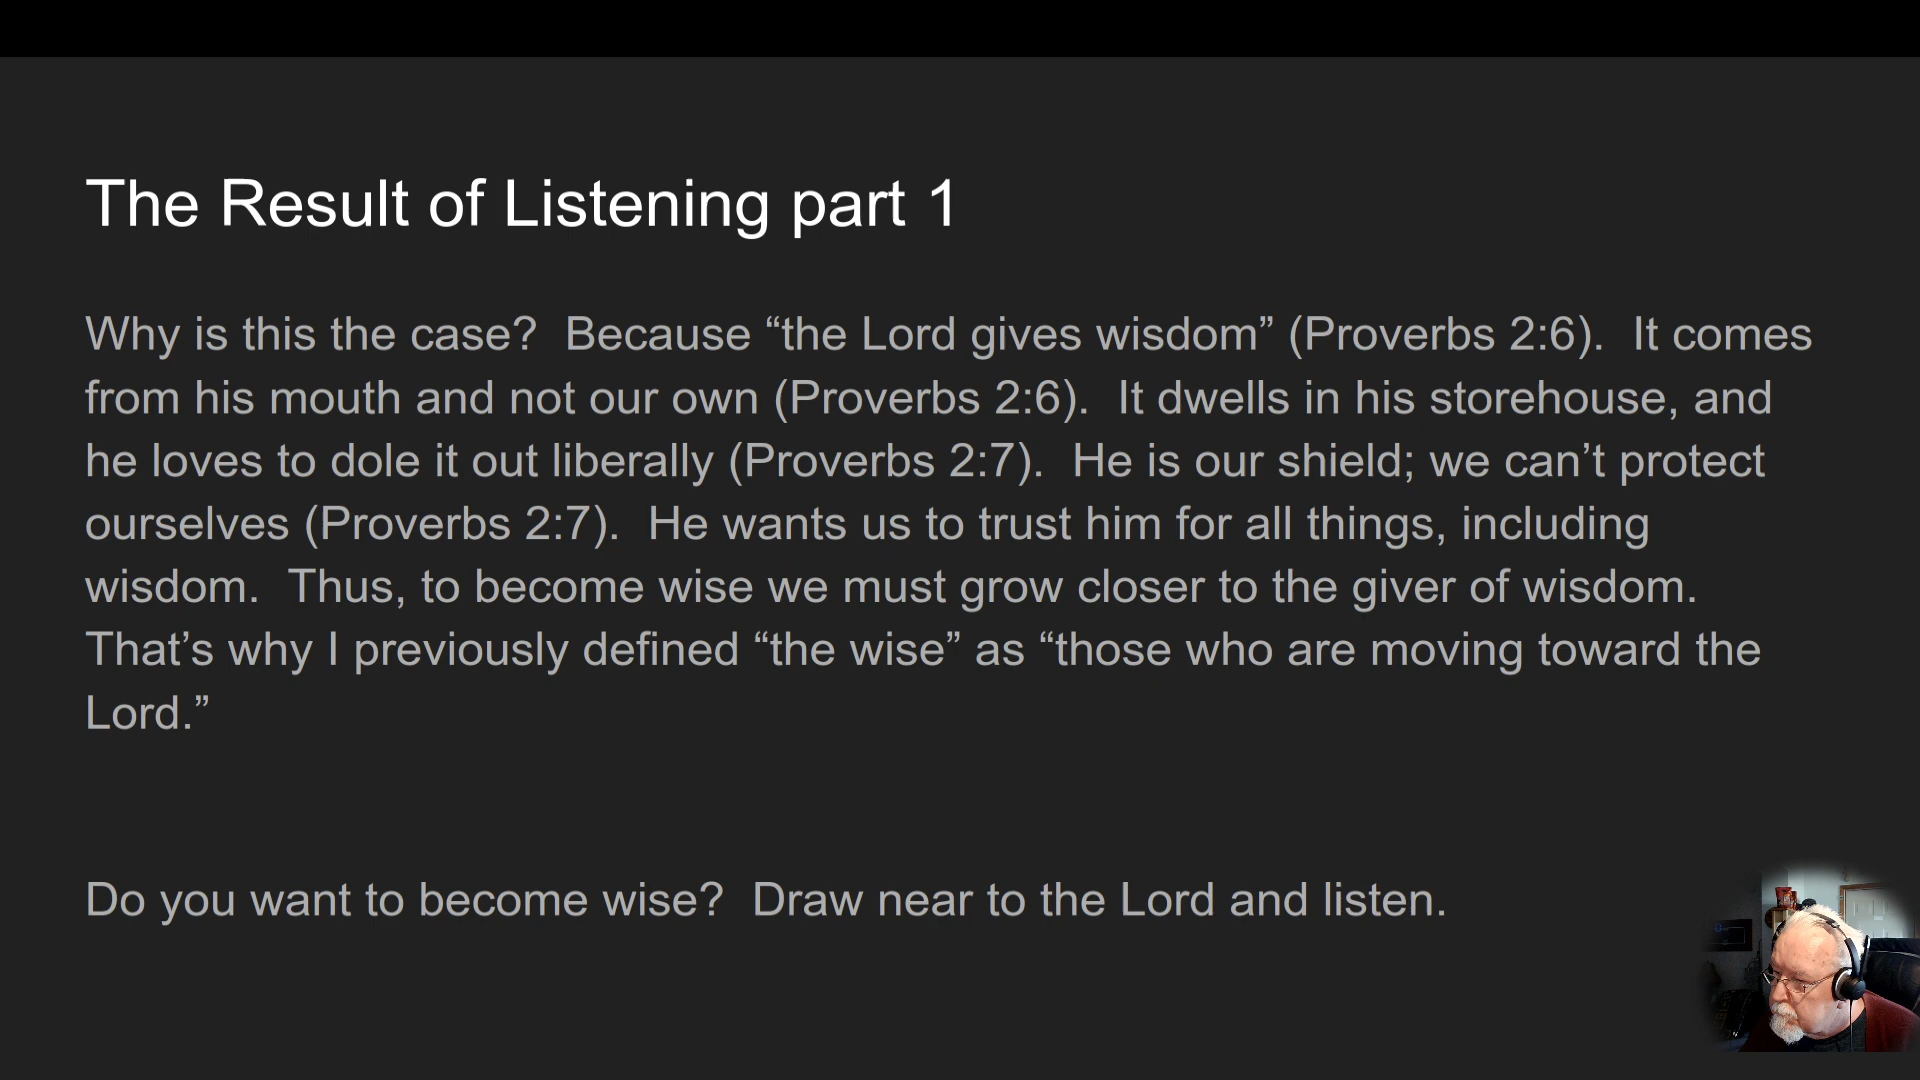 The Result of Listening part 1
Why is this the case?  Because “the Lord gives wisdom” (Proverbs 2:6).  It comes
from his mouth and not our own (Proverbs 2:6).  It dwells in his storehouse, and
he loves to dole it out liberally (Proverbs 2:7).  He is our shield; we can’t protect
ourselves (Proverbs 2:7).  He wants us to trust him for all things, including
wisdom.  Thus, to become wise we must grow closer to the giver of wisdom.
That’s why I previously defined “the wise” as “those who are moving toward the
Lord.”
Do you want to become wise?  Draw near to the Lord and listen.